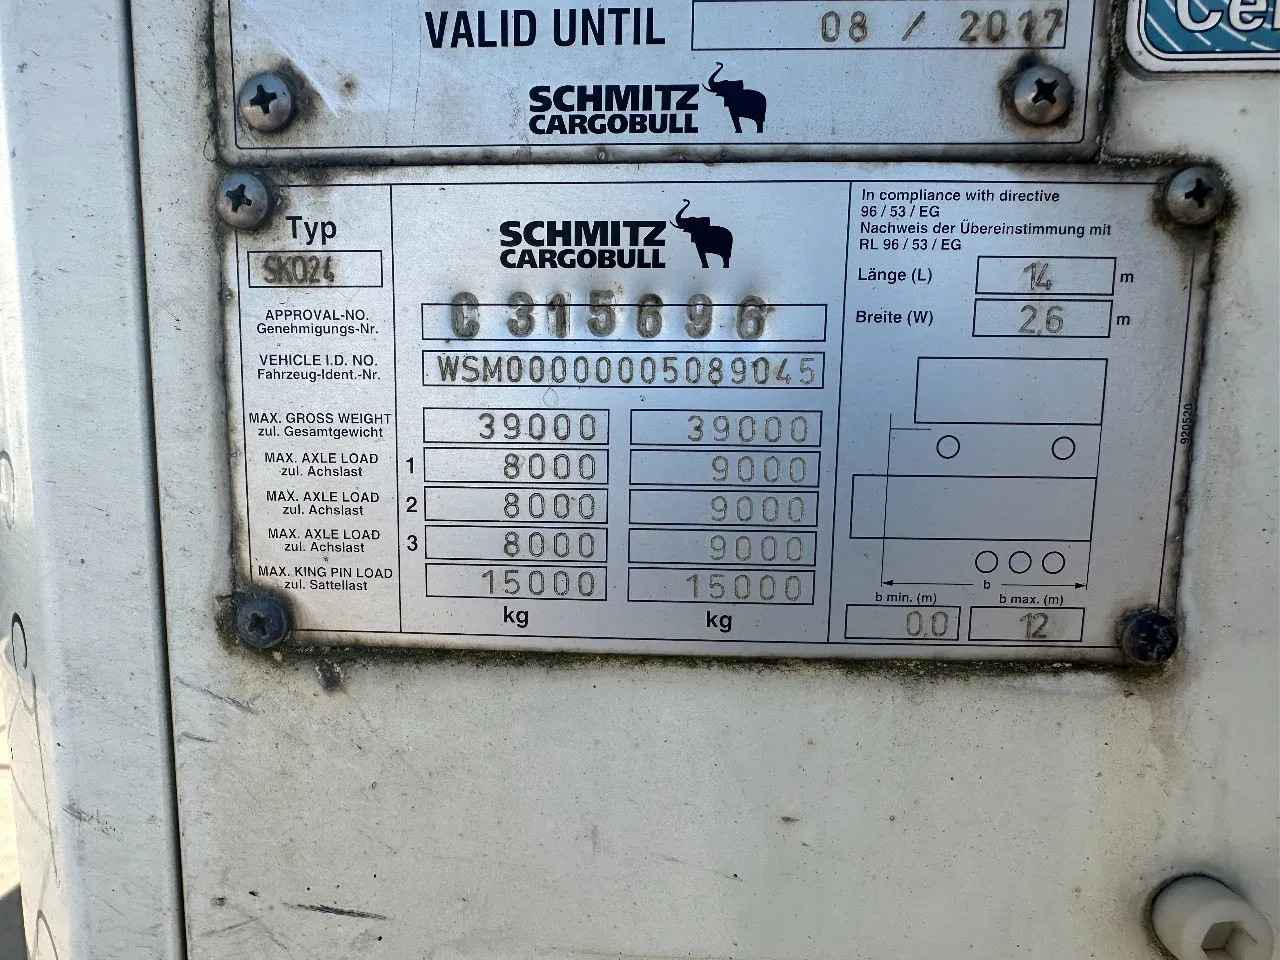 VALID UNTIL 08 / 2017
SCHMITZ
CARGOBULL
Typ
SKO24
SCHMITZ
CARGOBULL
In compliance with directive
96 / 53 / EG
Nachweis der Übereinstimmung mit
RL 96 / 53 / EG
Länge (L) 14 m
Breite (W) 2,6 m
APPROVAL-NO.
Genehmigungs-Nr.
C 315696
VEHICLE I.D. NO.
Fahrzeug-Ident.-Nr.
WSM00000005089045
MAX. GROSS WEIGHT
zul. Gesamtgewicht
39000 39000
MAX. AXLE LOAD
zul. Achslast
1 8000 9000
MAX. AXLE LOAD
zul. Achslast
2 8000 9000
MAX. AXLE LOAD
zul. Achslast
3 8000 9000
MAX. KING PIN LOAD
zul. Sattellast
15000 15000
kg kg
920520
b
b min. (m) b max. (m)
0,0 12